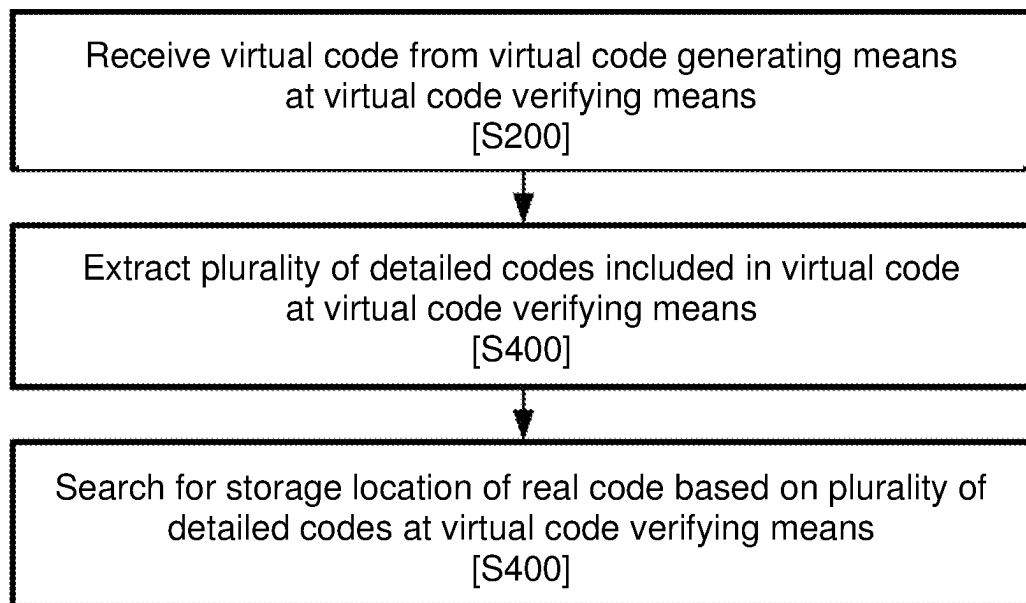 Receive virtual code from virtual code generating means
at virtual code verifying means
[S200]
Extract plurality of detailed codes included in virtual code
at virtual code verifying means
[S400]
Search for storage location of real code based on plurality of
detailed codes at virtual code verifying means
[S400]